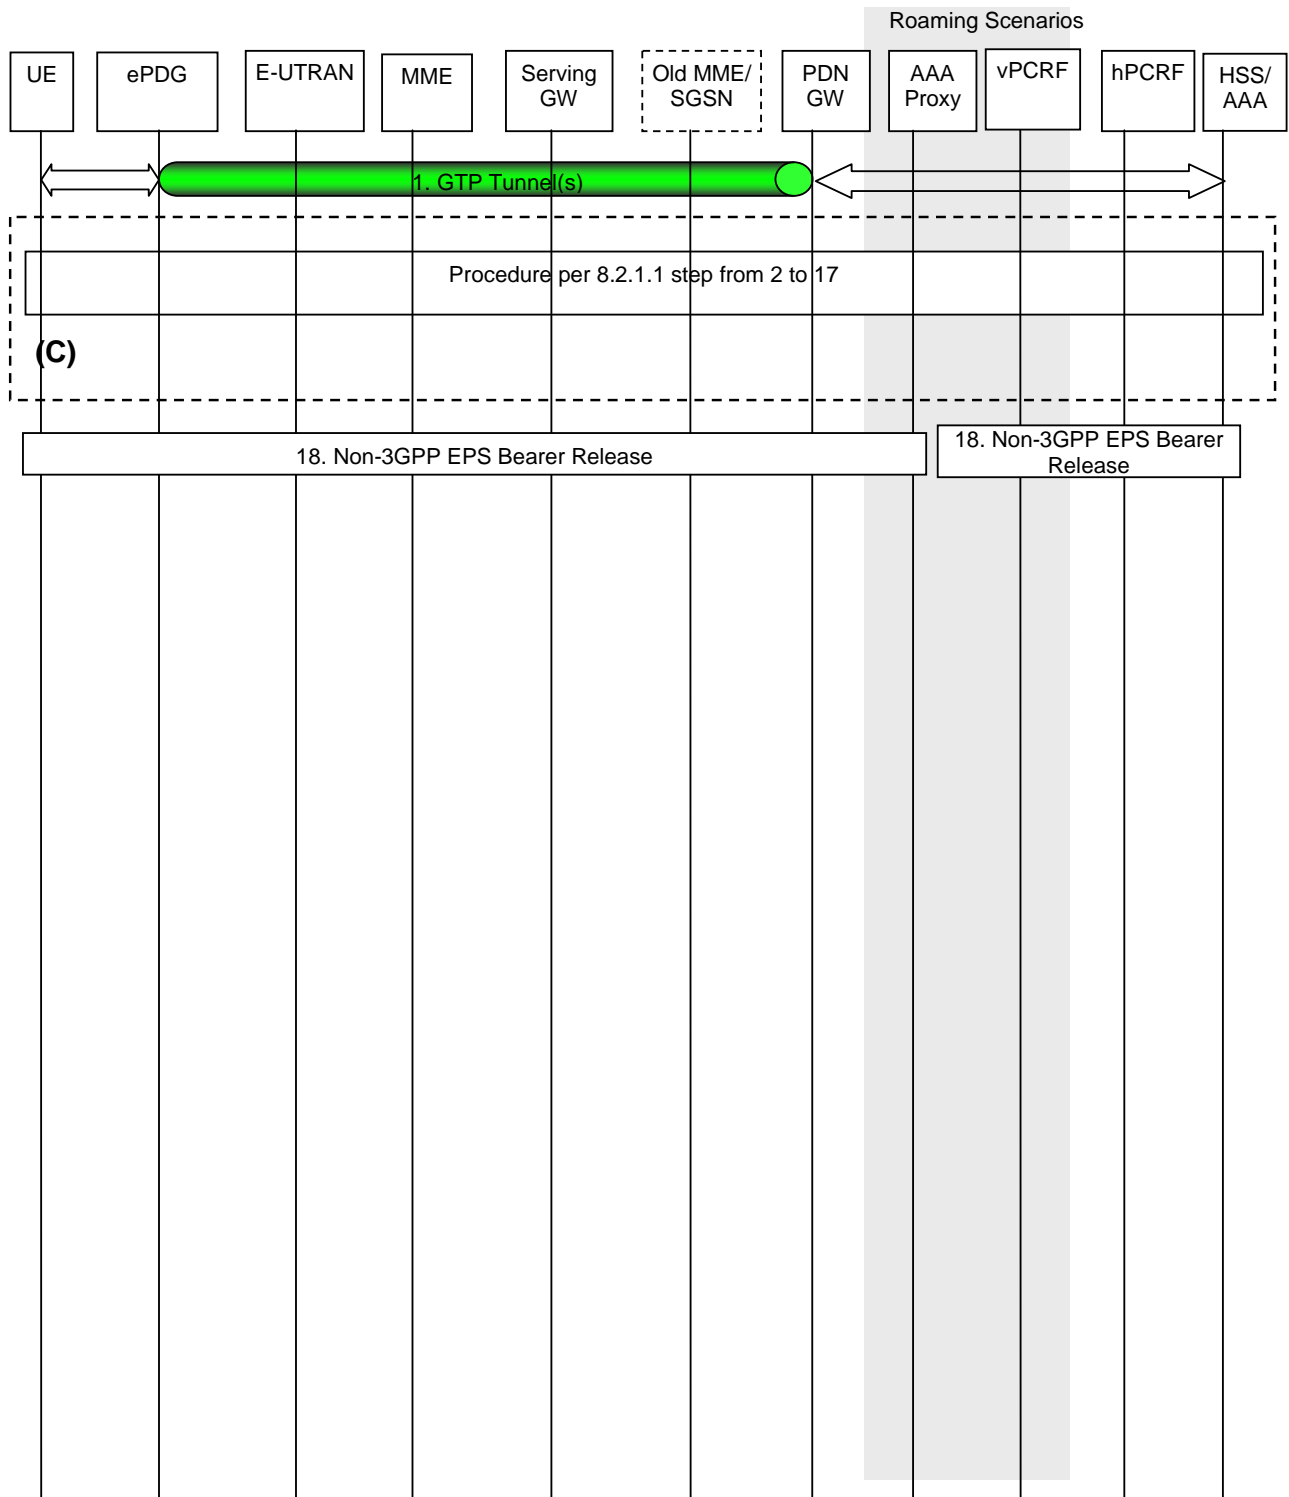 Roaming Scenarios
UE
ePDG
E-UTRAN
MME
Serving
GW
Old MME/
SGSN
PDN
GW
AAA
Proxy
vPCRF
hPCRF
HSS/
AAA
1. GTP Tunnel(s)
Procedure per 8.2.1.1 step from 2 to 17
(C)
18. Non-3GPP EPS Bearer Release
18. Non-3GPP EPS Bearer
Release